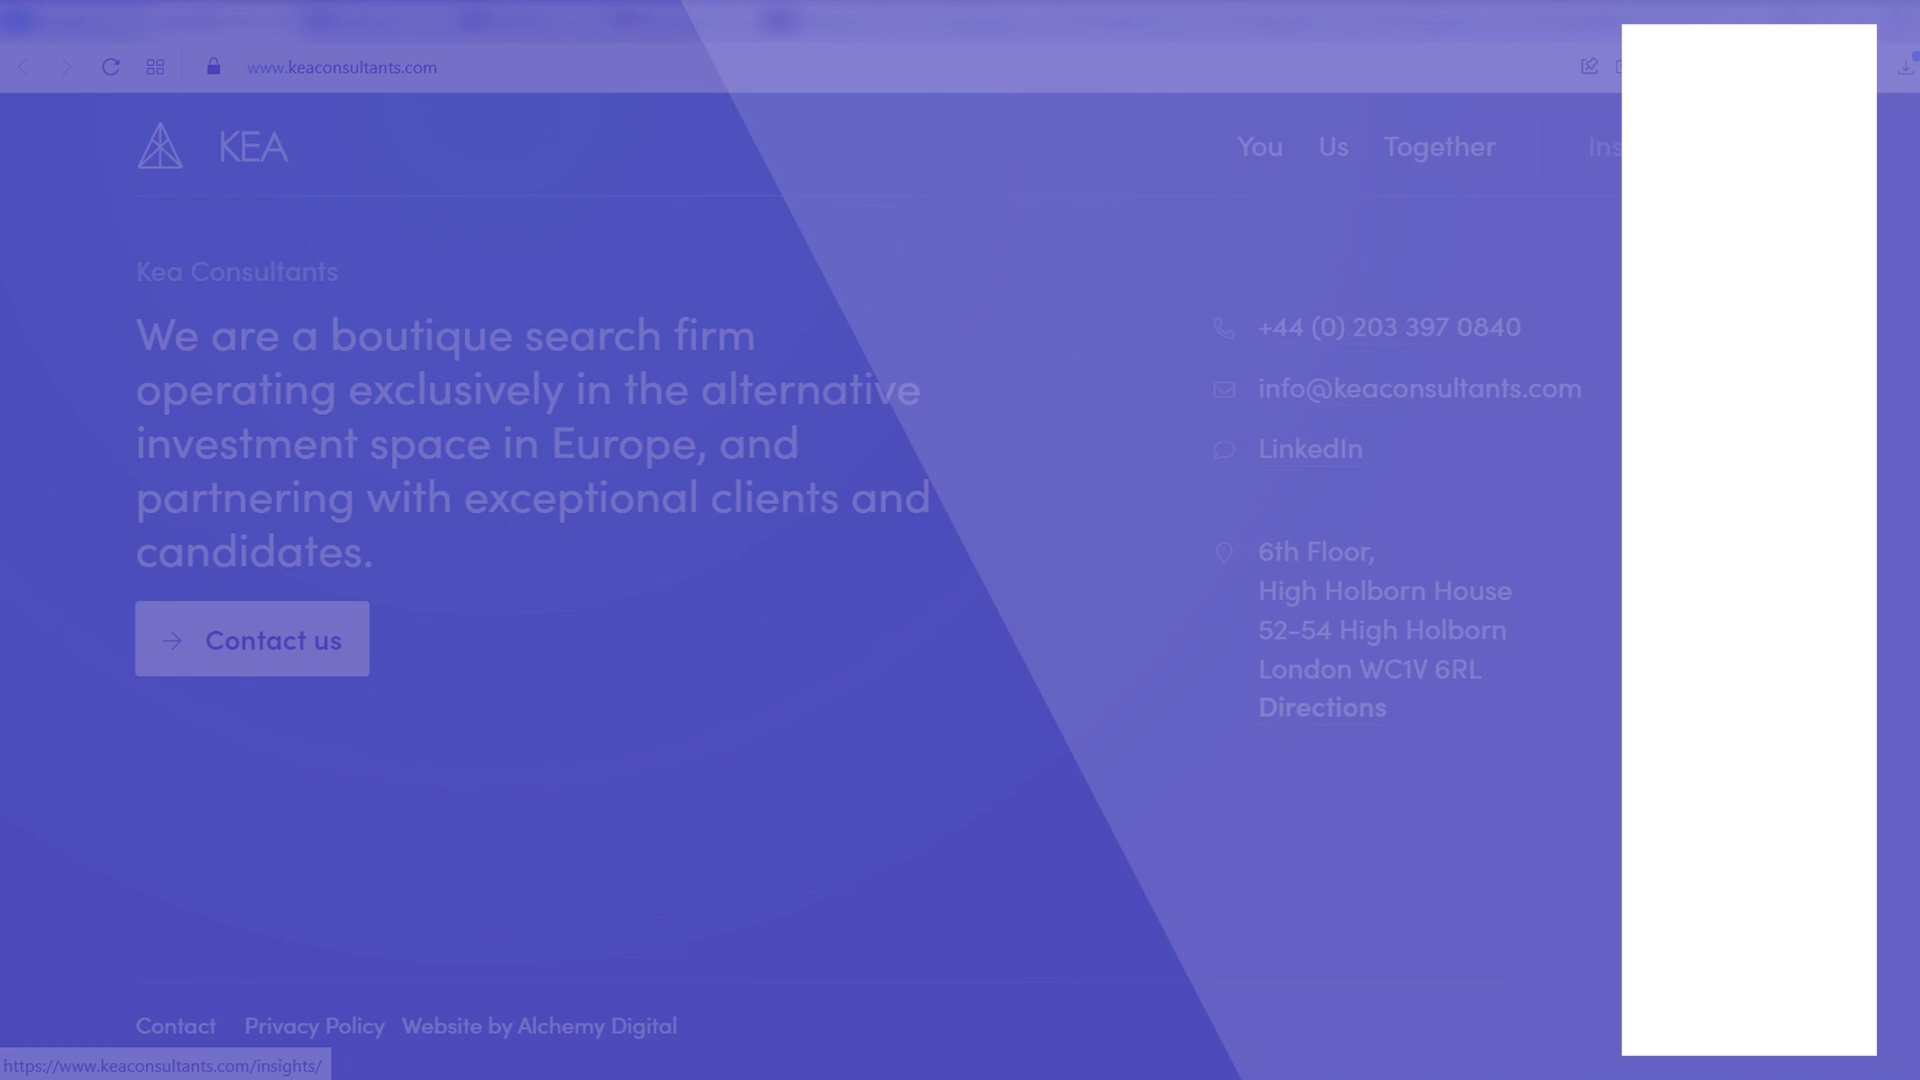 www.keaconsultants.com
KEA
You Us Together
Kea Consultants
We are a boutique search firm
operating exclusively in the alternative
investment space in Europe, and
partnering with exceptional clients and
candidates.
Contact us
+44 (0) 203 397 0840
info@keaconsultants.com
LinkedIn
6th Floor,
High Holborn House
52-54 High Holborn
London WC1V 6RL
Directions
Contact Privacy Policy Website by Alchemy Digital
https://www.keaconsultants.com/insights/